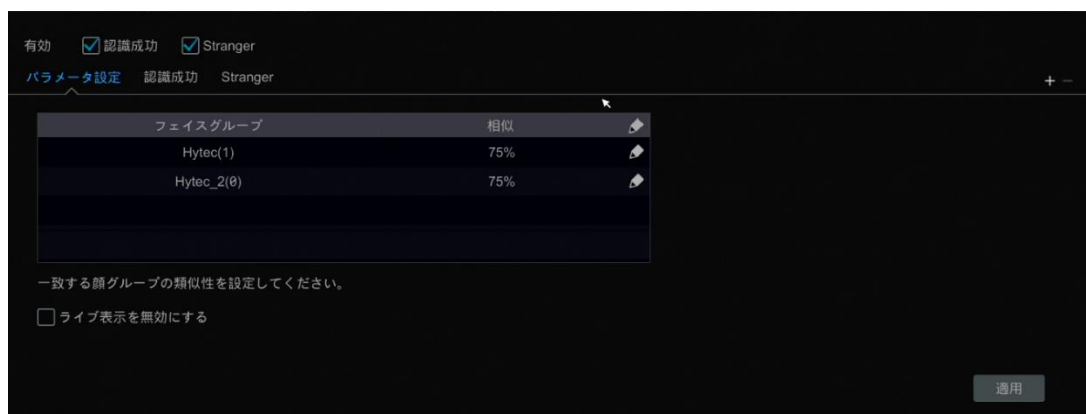 有効 認識成功 Stranger
パラメータ設定 認識成功 Stranger + −
フェイスグループ 相似
Hytec(1) 75%
Hytec_2(0) 75%
一致する顔グループの類似性を設定してください。
ライブ表示を無効にする
適用